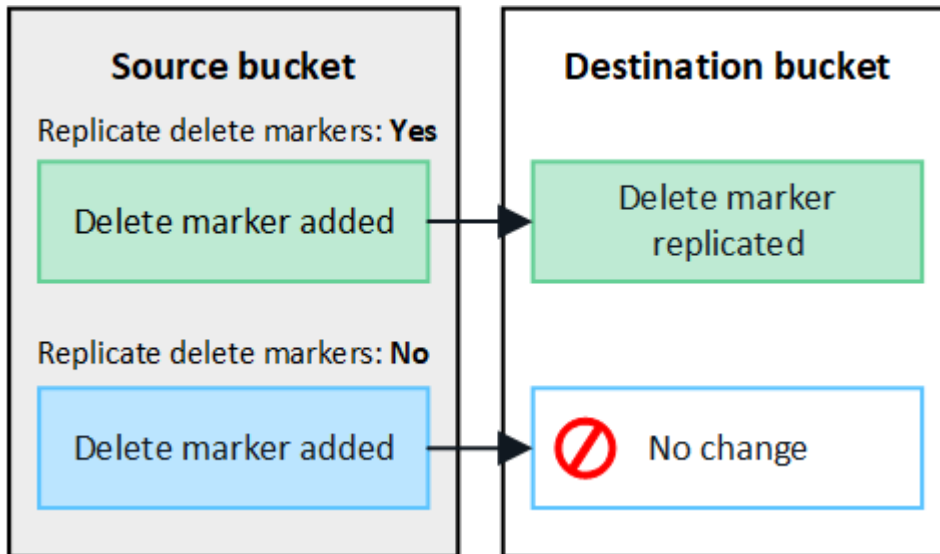 Source bucket
Replicate delete markers: Yes
Delete marker added
Replicate delete markers: No
Delete marker added
Destination bucket
Delete marker
replicated
No change